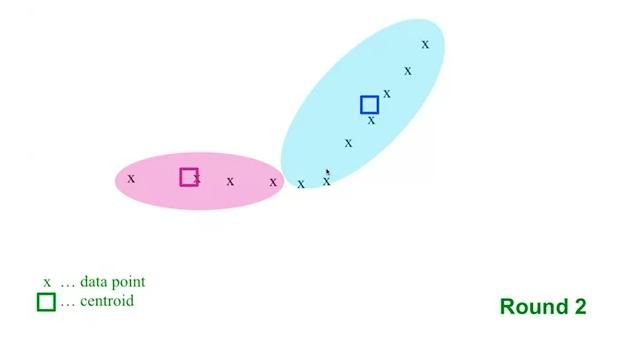 x
x
x
x
x
x x x x x x
x … data point
… centroid
Round 2